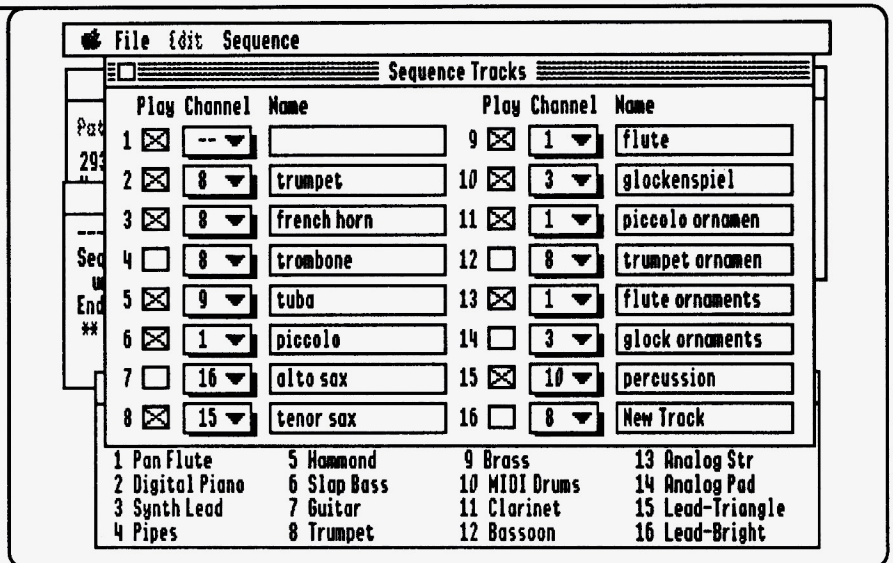 File Edit Sequence
Sequence Tracks
Play Channel Name Play Channel Name
1 -- 9 1 flute
2 8 trumpet 10 3 glockenspiel
3 8 french horn 11 1 piccolo ornamen
4 8 trombone 12 8 trumpet ornamen
5 9 tuba 13 1 flute ornaments
6 1 piccolo 14 3 glock ornaments
7 16 alto sax 15 10 percussion
8 15 tenor sax 16 8 New Track
Pat
293
---
Seq
End
**
1 Pan Flute 5 Hammond 9 Brass 13 Analog Str
2 Digital Piano 6 Slap Bass 10 MIDI Drums 14 Analog Pad
3 Synth Lead 7 Guitar 11 Clarinet 15 Lead-Triangle
4 Pipes 8 Trumpet 12 Bassoon 16 Lead-Bright